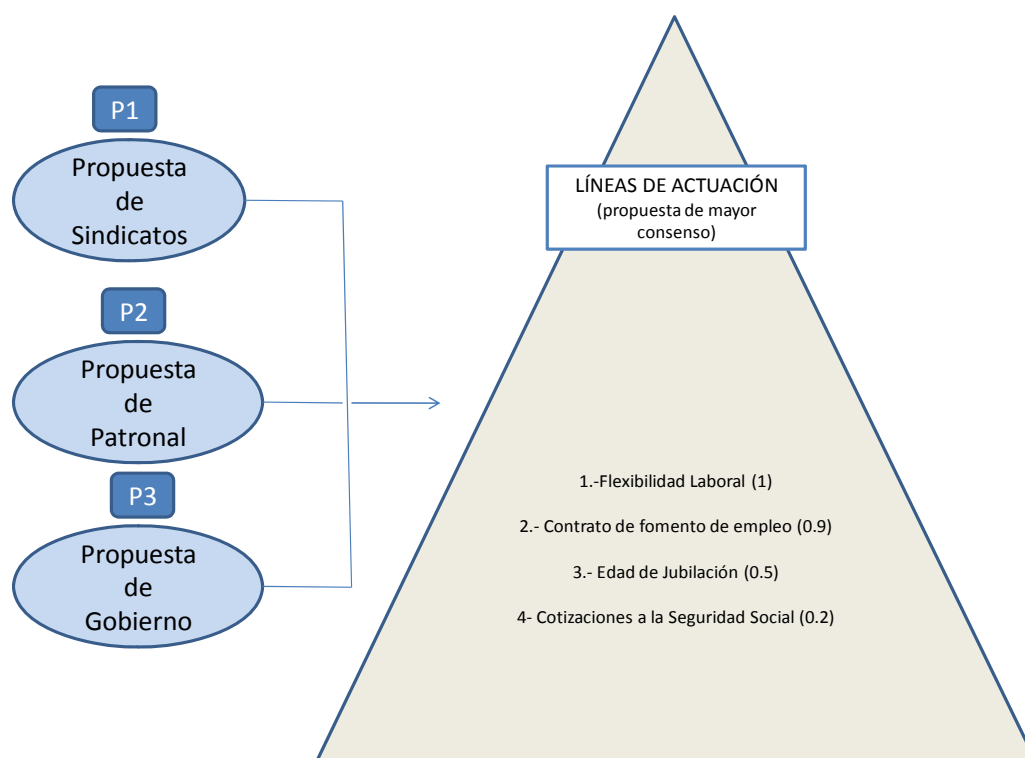 P1
Propuesta
de
Sindicatos
P2
Propuesta
de
Patronal
P3
Propuesta
de
Gobierno
LÍNEAS DE ACTUACIÓN
(propuesta de mayor
consenso)
1.-Flexibilidad Laboral (1)
2.- Contrato de fomento de empleo (0.9)
3.- Edad de Jubilación (0.5)
4- Cotizaciones a la Seguridad Social (0.2)